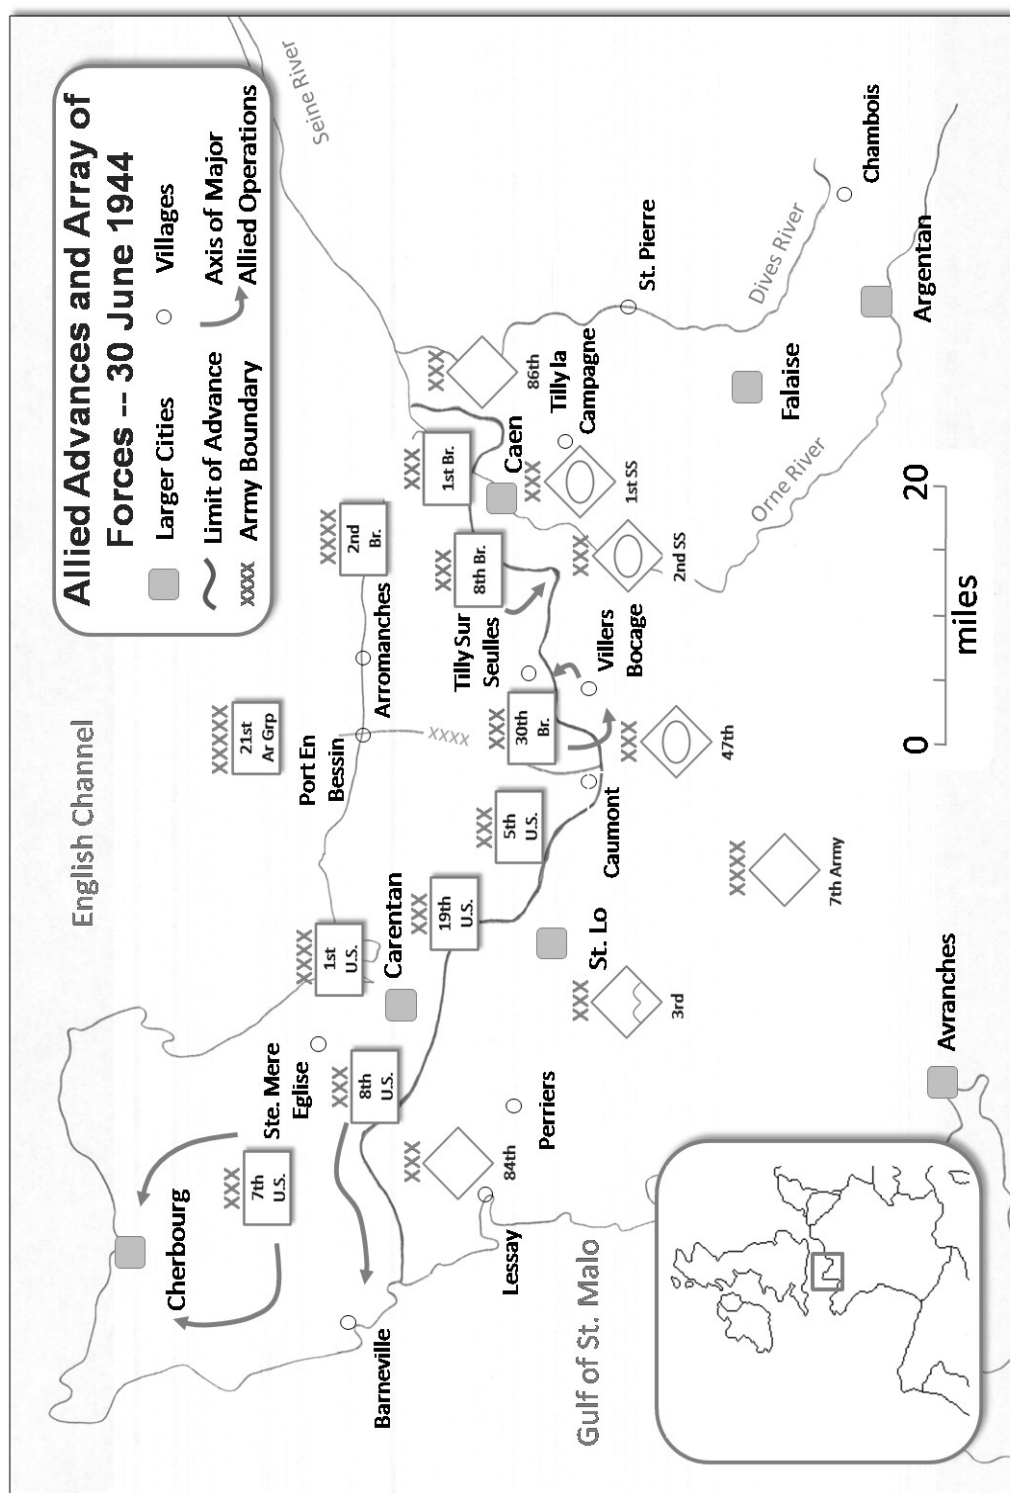 Allied Advances and Array of
Forces -- 30 June 1944
Larger Cities
Villages
Limit of Advance
Axis of Major
Allied Operations
xxxx
Army Boundary
English Channel
Seine River
Cherbourg
XXX
7th
U.S.
Ste. Mere
Eglise
XXX
8th
U.S.
Barneville
XXXX
1st
U.S.
Carentan
XXX
19th
U.S.
XXX
84th
Lessay
Perriers
Gulf of St. Malo
XXXXX
21st
Ar Grp
Port En
Bessin
xxxx
Arromanches
XXXX
2nd
Br.
XXX
5th
U.S.
XXX
30th
Br.
Tilly Sur
Seulles
XXX
8th Br.
XXX
1st Br.
Caen
XXX
86th
St. Lo
XXX
3rd
Caumont
Villers
Bocage
XXX
47th
XXX
2nd SS
XXX
1st SS
Tilly la
Campagne
St. Pierre
Dives River
Chambois
Falaise
Orne River
Argentan
XXXX
7th Army
Avranches
0
20
miles